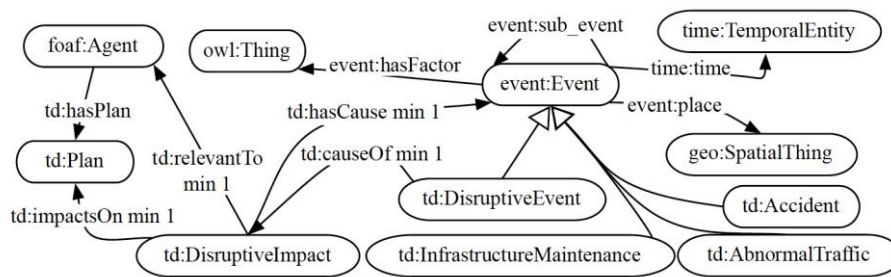 event:sub_event
foaf:Agent
owl:Thing
time:TemporalEntity
event:hasFactor
time:time
event:Event
td:hasPlan
td:hasCause min 1
event:place
td:Plan
td:relevantTo
min 1
td:causeOf min 1
geo:SpatialThing
td:DisruptiveEvent
td:Accident
td:impactsOn min 1
td:DisruptiveImpact
td:InfrastructureMaintenance
td:AbnormalTraffic